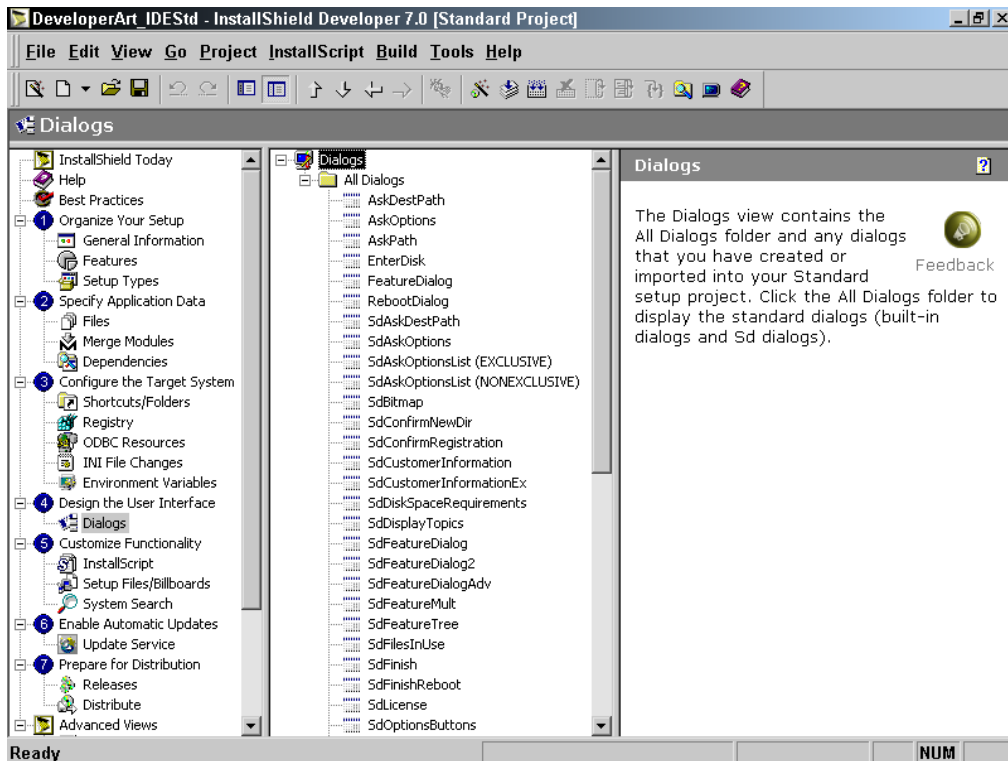 DeveloperArt_IDEStd - InstallShield Developer 7.0 [Standard Project]
File Edit View Go Project InstallScript Build Tools Help
Dialogs
InstallShield Today
Help
Best Practices
1 Organize Your Setup
General Information
Features
Setup Types
2 Specify Application Data
Files
Merge Modules
Dependencies
3 Configure the Target System
Shortcuts/Folders
Registry
ODBC Resources
INI File Changes
Environment Variables
4 Design the User Interface
Dialogs
5 Customize Functionality
InstallScript
Setup Files/Billboards
System Search
6 Enable Automatic Updates
Update Service
7 Prepare for Distribution
Releases
Distribute
Advanced Views
Dialogs
All Dialogs
AskDestPath
AskOptions
AskPath
EnterDisk
FeatureDialog
RebootDialog
SdAskDestPath
SdAskOptions
SdAskOptionsList (EXCLUSIVE)
SdAskOptionsList (NONEXCLUSIVE)
SdBitmap
SdConfirmNewDir
SdConfirmRegistration
SdCustomerInformation
SdCustomerInformationEx
SdDiskSpaceRequirements
SdDisplayTopics
SdFeatureDialog
SdFeatureDialog2
SdFeatureDialogAdv
SdFeatureMult
SdFeatureTree
SdFilesInUse
SdFinish
SdFinishReboot
SdLicense
SdOptionsButtons
Dialogs
The Dialogs view contains the
All Dialogs folder and any dialogs
that you have created or
imported into your Standard
setup project. Click the All Dialogs folder to
display the standard dialogs (built-in
dialogs and Sd dialogs).
Feedback
Ready
NUM